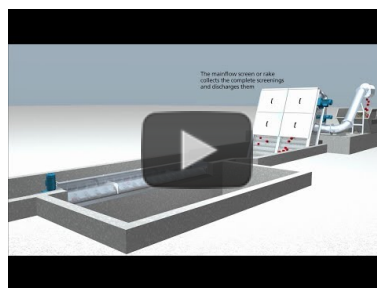 The mainflow screen or rake
collects the complete screenings
and discharges them